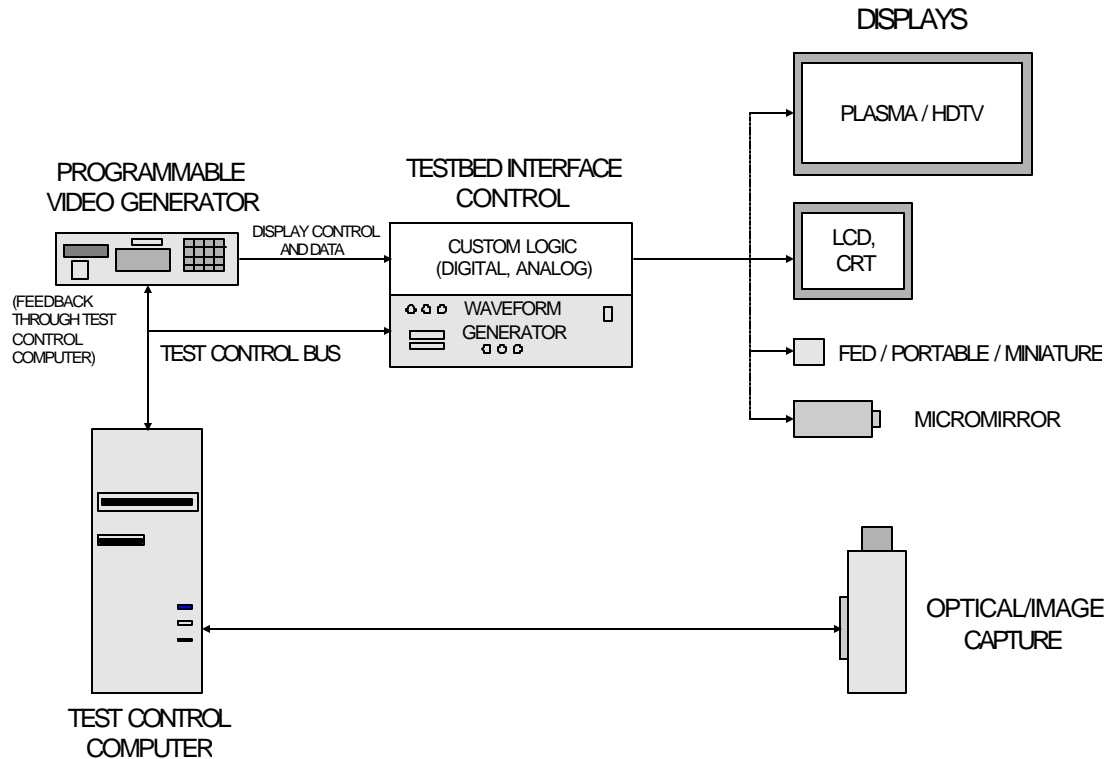 DISPLAYS
PLASMA / HDTV
PROGRAMMABLE
VIDEO GENERATOR
TESTBED INTERFACE
CONTROL
DISPLAY CONTROL
AND DATA
CUSTOM LOGIC
(DIGITAL, ANALOG)
LCD,
CRT
(FEEDBACK
THROUGH TEST
CONTROL
COMPUTER)
WAVEFORM
GENERATOR
TEST CONTROL BUS
FED / PORTABLE / MINIATURE
MICROMIRROR
OPTICAL/IMAGE
CAPTURE
TEST CONTROL
COMPUTER